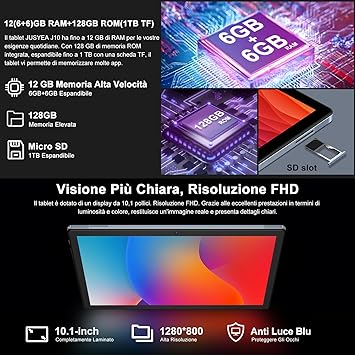 12(6+6)GB RAM+128GB ROM(1TB TF)
Il tablet JUSYEA J10 ha fino a 12 GB di RAM per le vostre
esigenze quotidiane. Con 128 GB di memoria ROM
integrata, espandibile fino a 1 TB con una scheda TF, il
tablet vi permette di memorizzare molte app.
12 GB Memoria Alta Velocità
6GB+6GB Espandibile
128GB
Memoria Elevata
Micro SD
1TB Espandibile
6GB
+
6GB
RAM
128GB
ROM
SD slot
Visione Più Chiara, Risoluzione FHD
Il tablet è dotato di un display da 10,1 pollici. Risoluzione FHD. Grazie alle eccellenti prestazioni in termini di
luminosità e colore, restituisce un'immagine reale e presenta dettagli chiari.
10.1-inch
Completamente Laminato
1280*800
Alta Risoluzione
Anti Luce Blu
Proteggere Gli Occhi